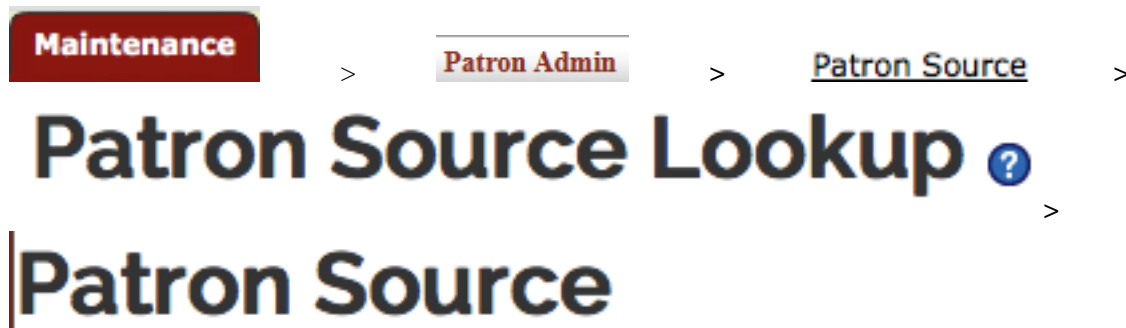 Maintenance > Patron Admin > Patron Source >
Patron Source Lookup ? >
Patron Source